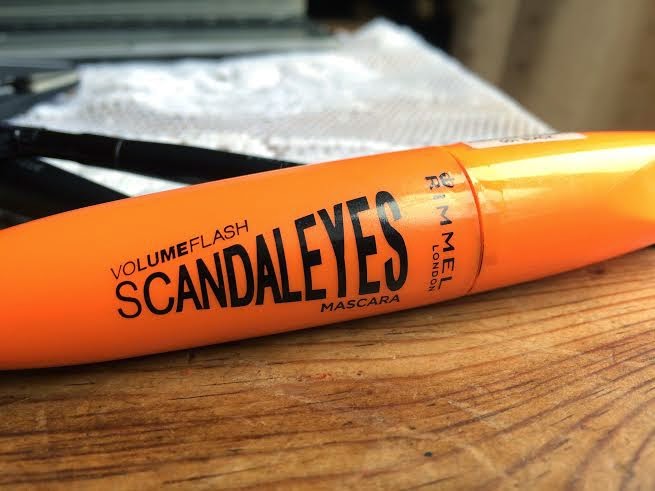 VOLUMEFLASH
SCANDALEYES
MASCARA
RIMMEL
LONDON